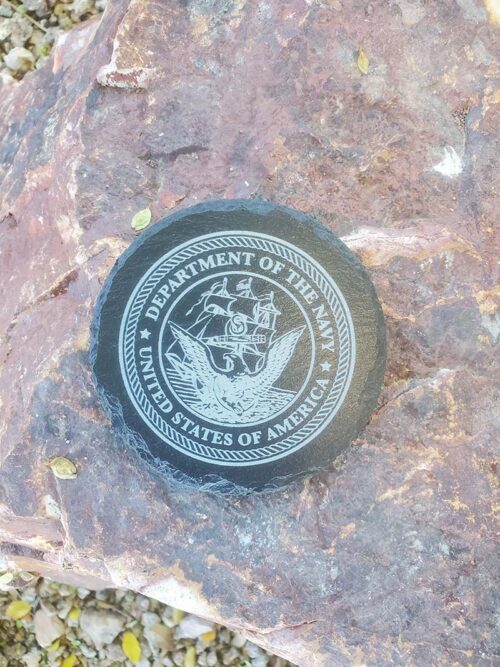 DEPARTMENT OF THE NAVY
★ UNITED STATES OF AMERICA ★